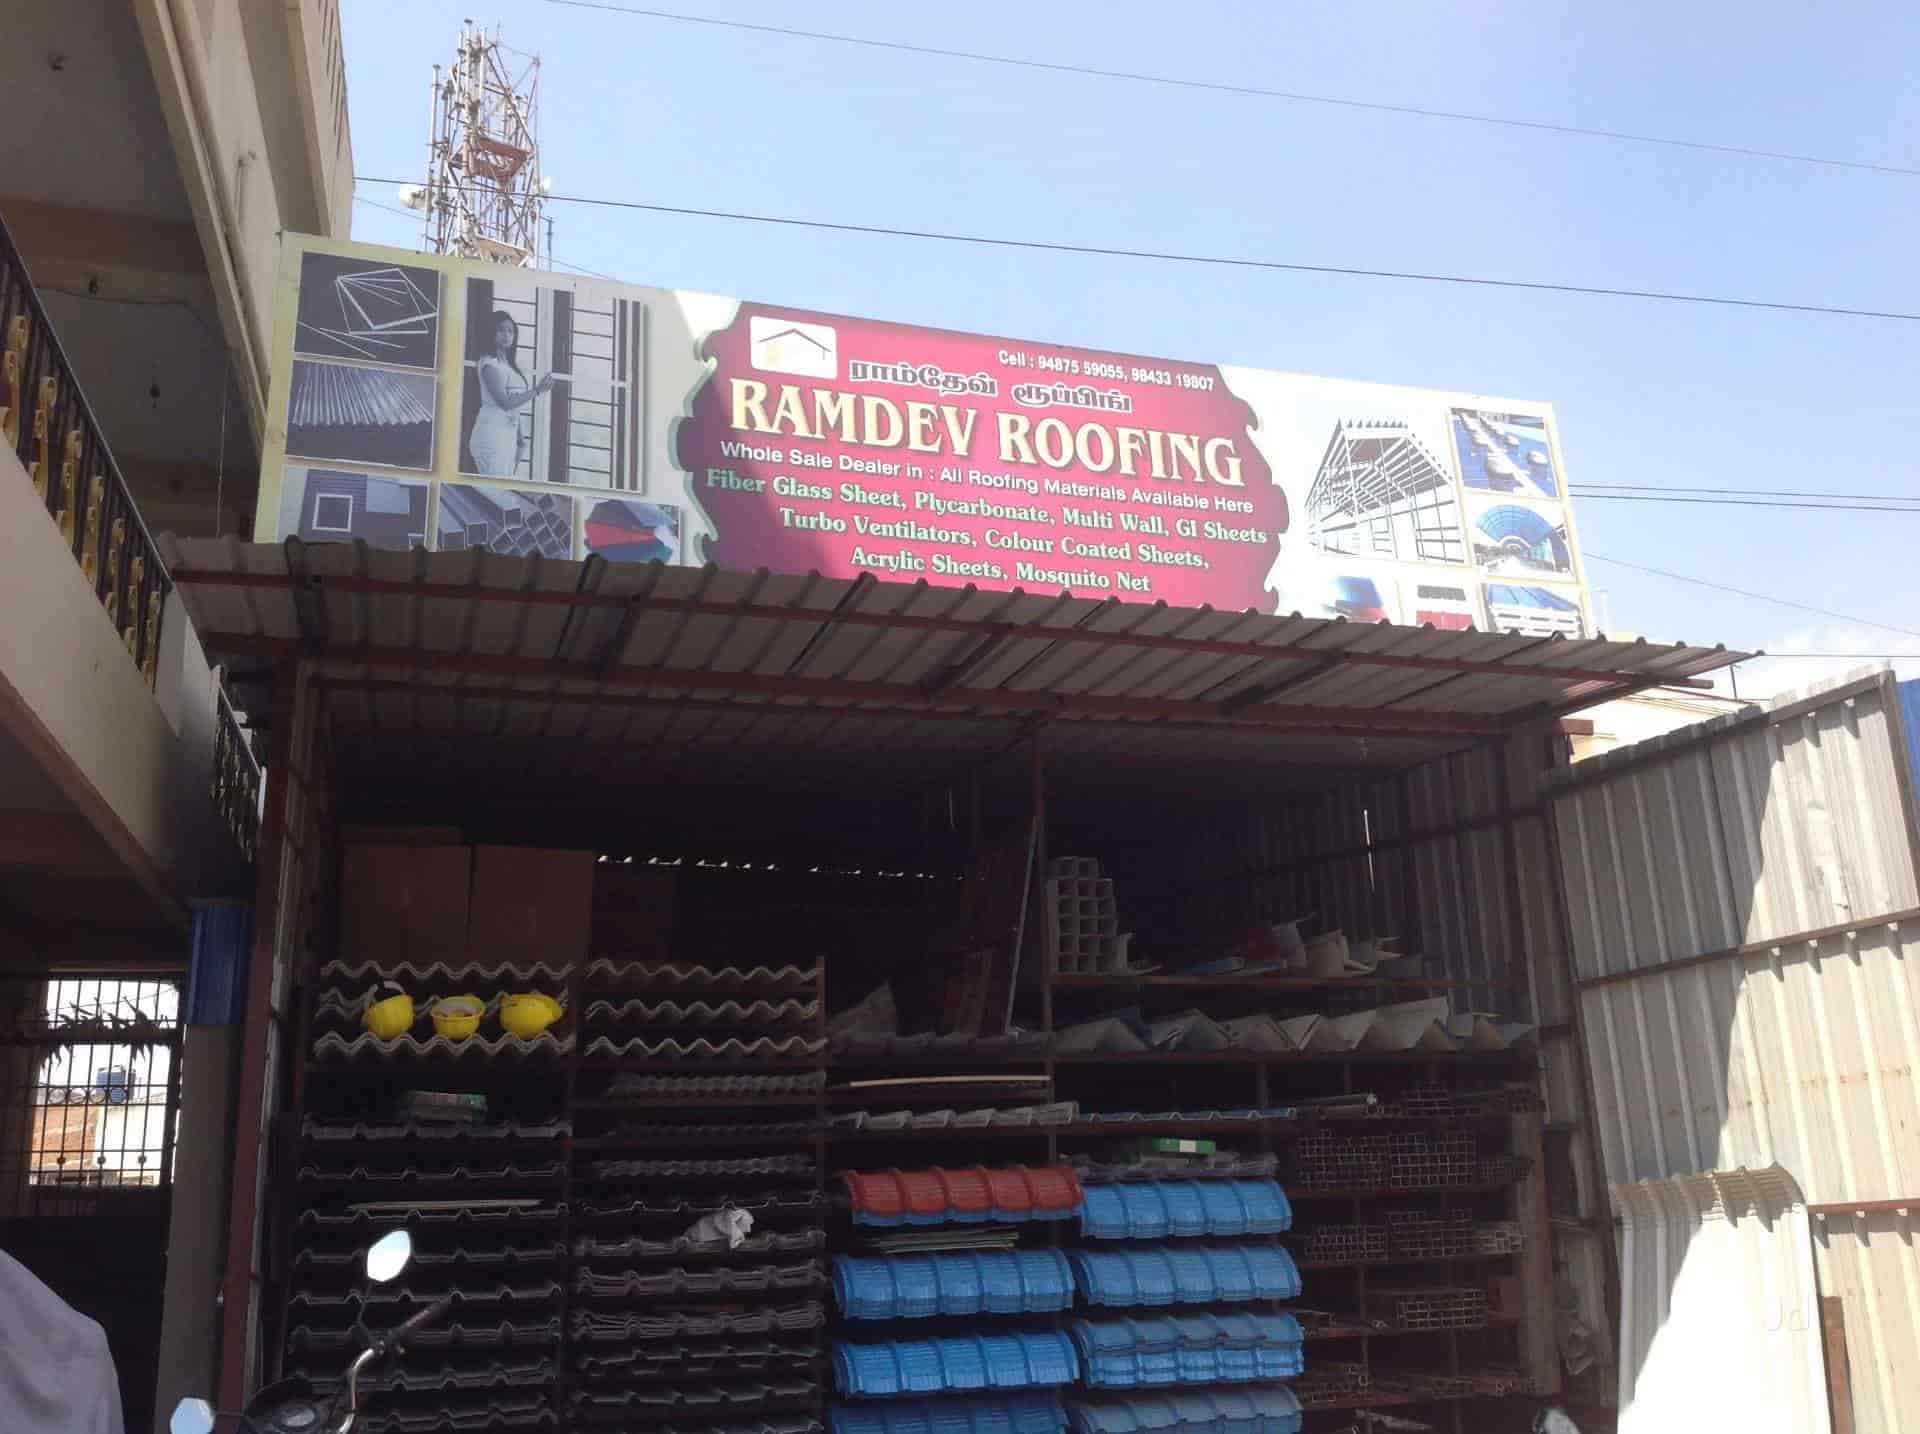 Cell : 94875 59055, 98433 19807
ராம்தேவ் ரூப்பிங்
RAMDEV ROOFING
Whole Sale Dealer in : All Roofing Materials Available Here
Fiber Glass Sheet, Plycarbonate, Multi Wall, GI Sheets
Turbo Ventilators, Colour Coated Sheets,
Acrylic Sheets, Mosquito Net
Jd